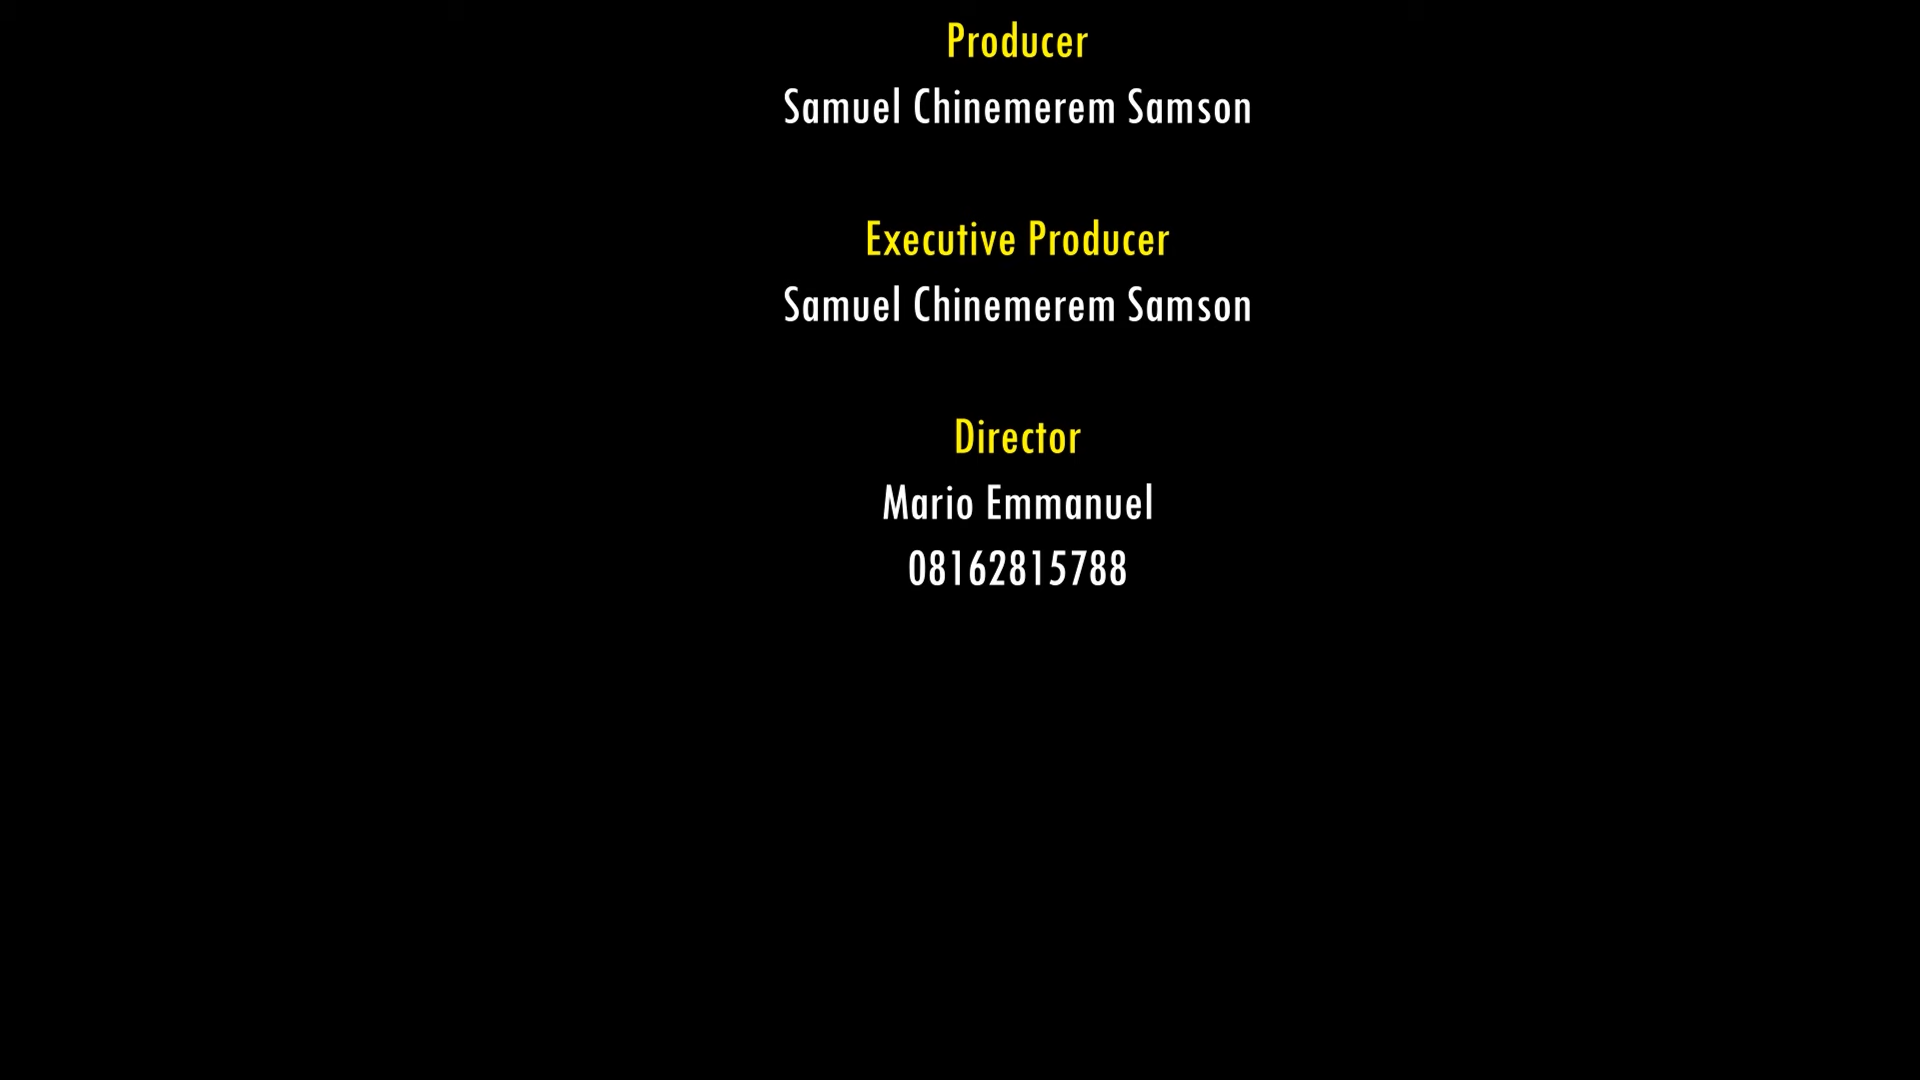 Producer
Samuel Chinemerem Samson
Executive Producer
Samuel Chinemerem Samson
Director
Mario Emmanuel
08162815788